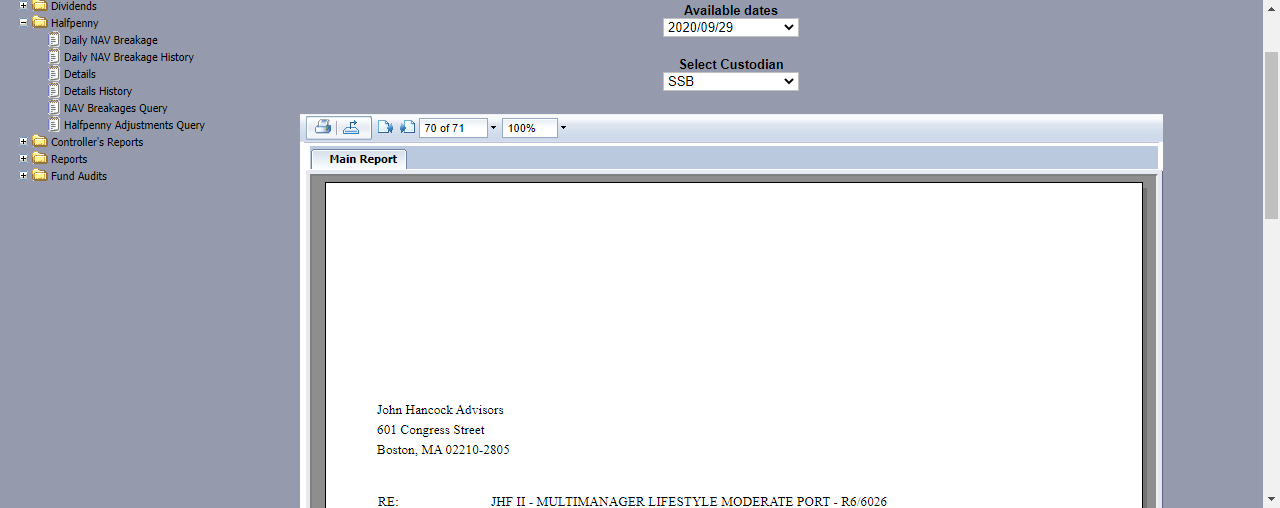 Dividends
Halfpenny
Daily NAV Breakage
Daily NAV Breakage History
Details
Details History
NAV Breakages Query
Halfpenny Adjustments Query
Controller's Reports
Reports
Fund Audits
Available dates
2020/09/29
Select Custodian
SSB
70 of 71
100%
Main Report
John Hancock Advisors
601 Congress Street
Boston, MA 02210-2805
RE: JHF II - MULTIMANAGER LIFESTYLE MODERATE PORT - R6/6026